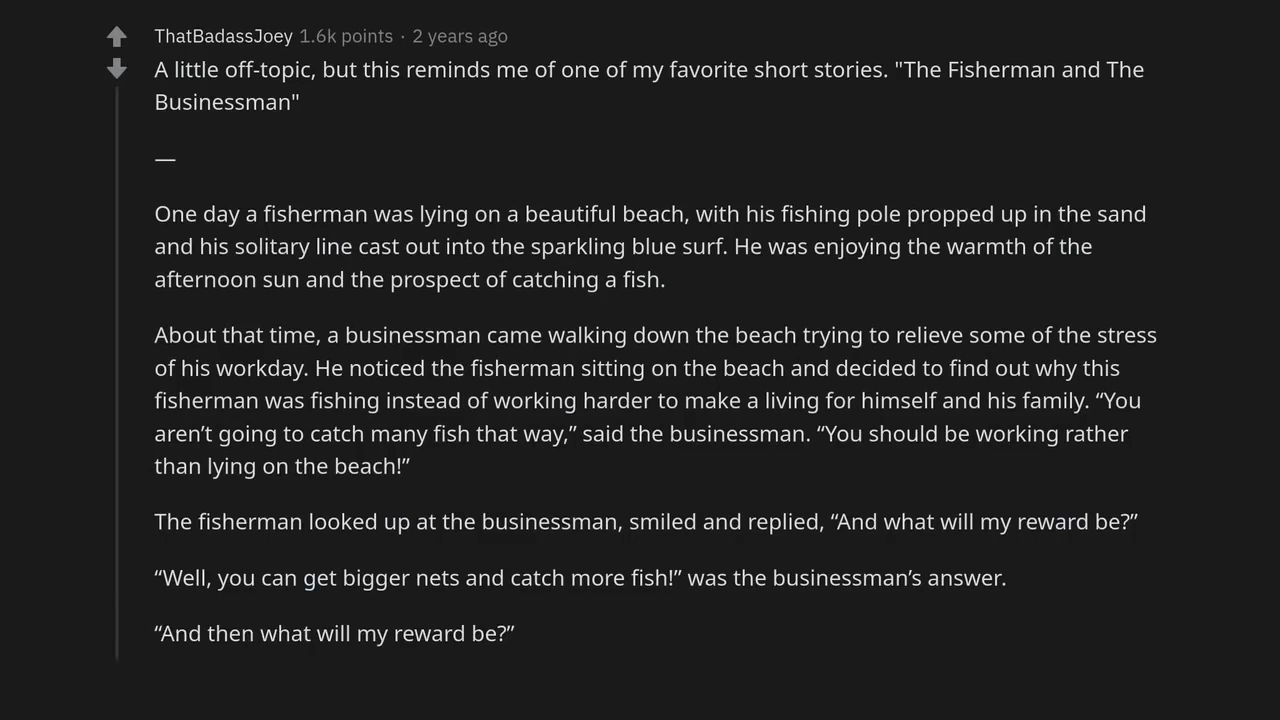 ThatBadassJoey 1.6k points · 2 years ago
A little off-topic, but this reminds me of one of my favorite short stories. "The Fisherman and The
Businessman"
—
One day a fisherman was lying on a beautiful beach, with his fishing pole propped up in the sand
and his solitary line cast out into the sparkling blue surf. He was enjoying the warmth of the
afternoon sun and the prospect of catching a fish.
About that time, a businessman came walking down the beach trying to relieve some of the stress
of his workday. He noticed the fisherman sitting on the beach and decided to find out why this
fisherman was fishing instead of working harder to make a living for himself and his family. “You
aren’t going to catch many fish that way,” said the businessman. “You should be working rather
than lying on the beach!”
The fisherman looked up at the businessman, smiled and replied, “And what will my reward be?”
“Well, you can get bigger nets and catch more fish!” was the businessman’s answer.
“And then what will my reward be?”